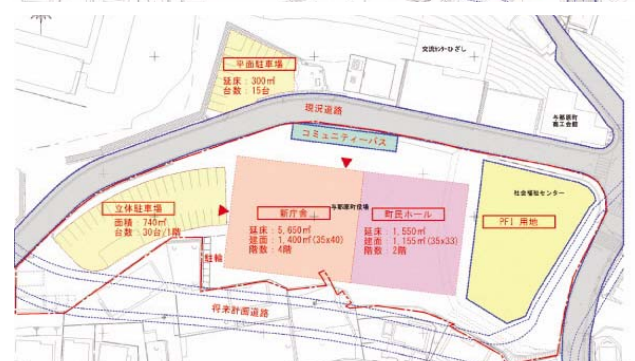 交流センターひざし
平面駐車場
延床：300㎡
台数：15台
与那原町
商工会館
現況道路
コミュニティーバス
社会福祉センター
立体駐車場
面積：740㎡
台数：30台/1階
新庁舎
与那原町役場
町民ホール
PFI 用地
延床：5,650㎡
建面：1,400㎡(35x40)
階数：4階
延床：1,550㎡
建面：1,155㎡(35x33)
階数：2階
駐輪
将来計画道路